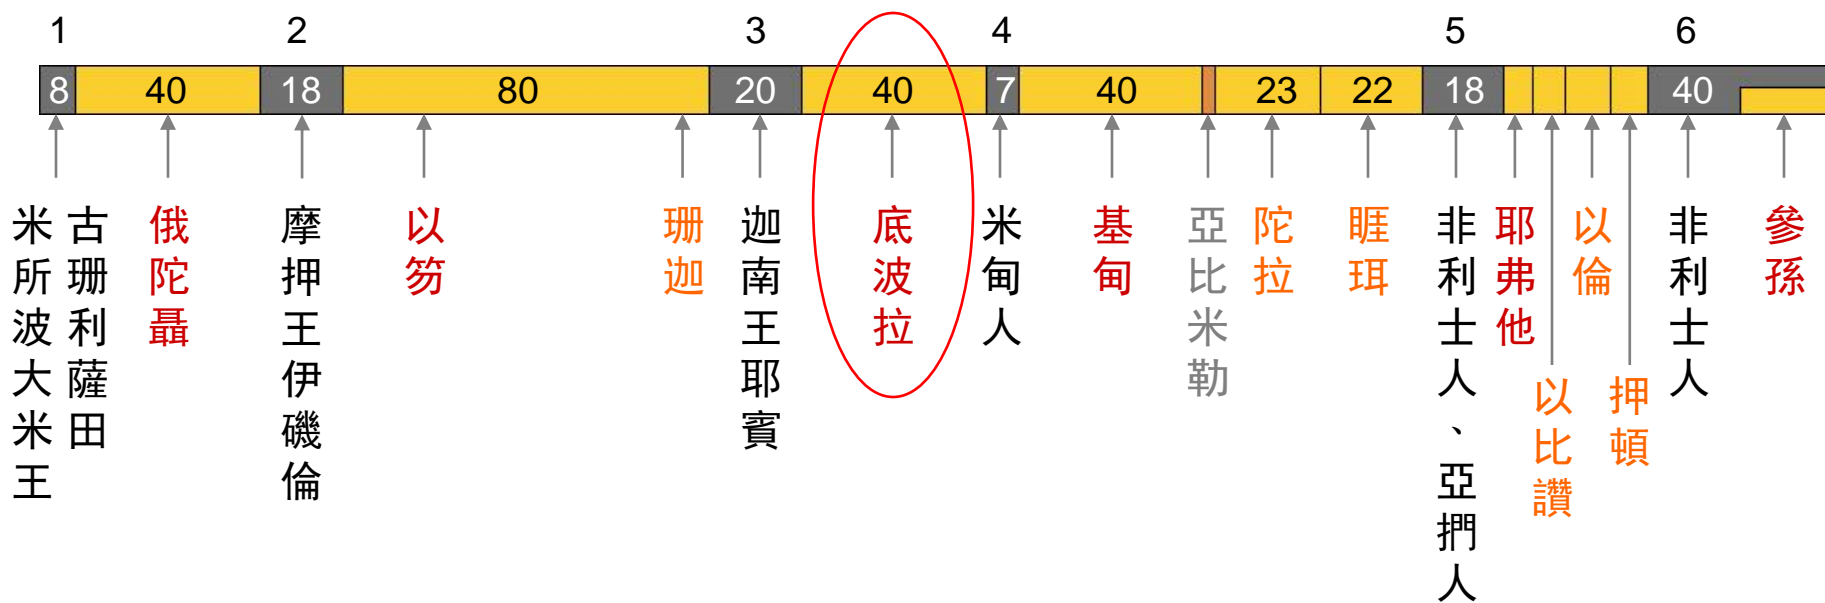 1 2 3 4 5 6
8 40 18 80 20 40 7 40 23 22 18 40
米所波大米王
古珊利薩田
俄陀聶
摩押王伊磯倫
以笏
珊迦
迦南王耶賓
底波拉
米甸人
基甸
亞比米勒
陀拉
睚珥
非利士人、亞捫人
耶弗他
以比讚
以倫
押頓
非利士人
參孫